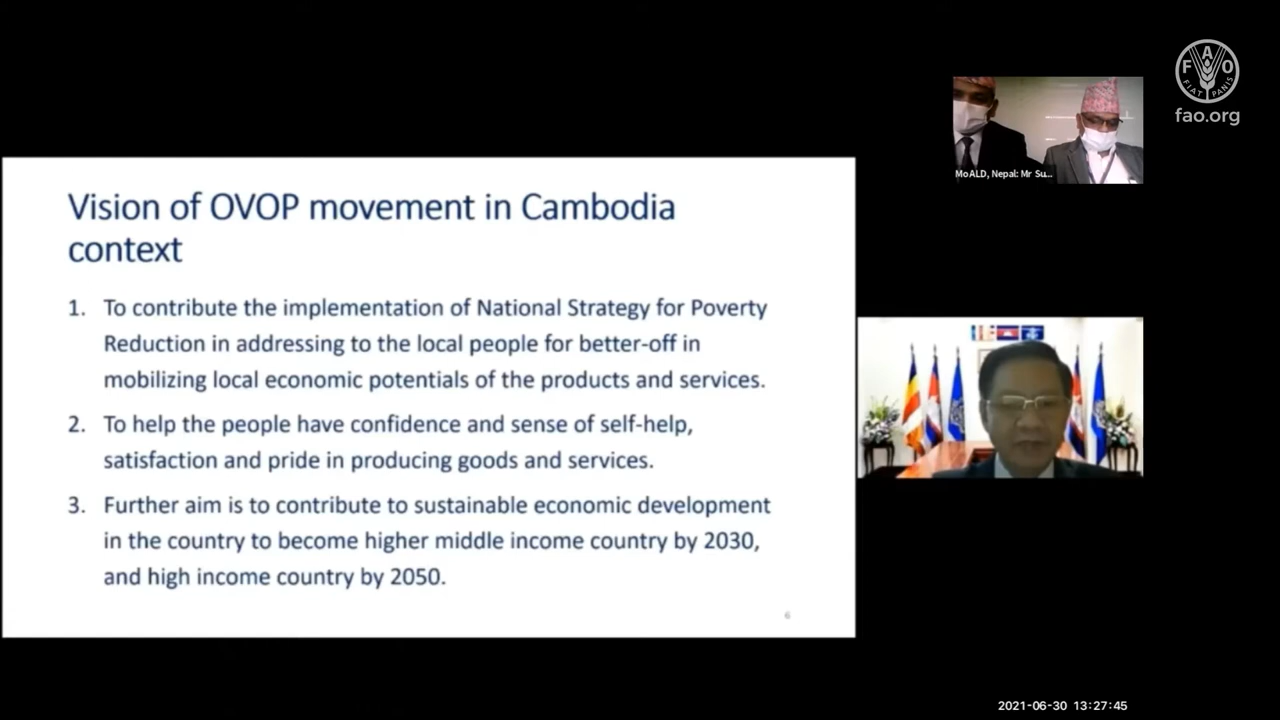 FAO
FIAT PANIS
fao.org
MoALD, Nepal: Mr Su...
Vision of OVOP movement in Cambodia
context
1. To contribute the implementation of National Strategy for Poverty
Reduction in addressing to the local people for better-off in
mobilizing local economic potentials of the products and services.
2. To help the people have confidence and sense of self-help,
satisfaction and pride in producing goods and services.
3. Further aim is to contribute to sustainable economic development
in the country to become higher middle income country by 2030,
and high income country by 2050.
2021-06-30 13:27:45